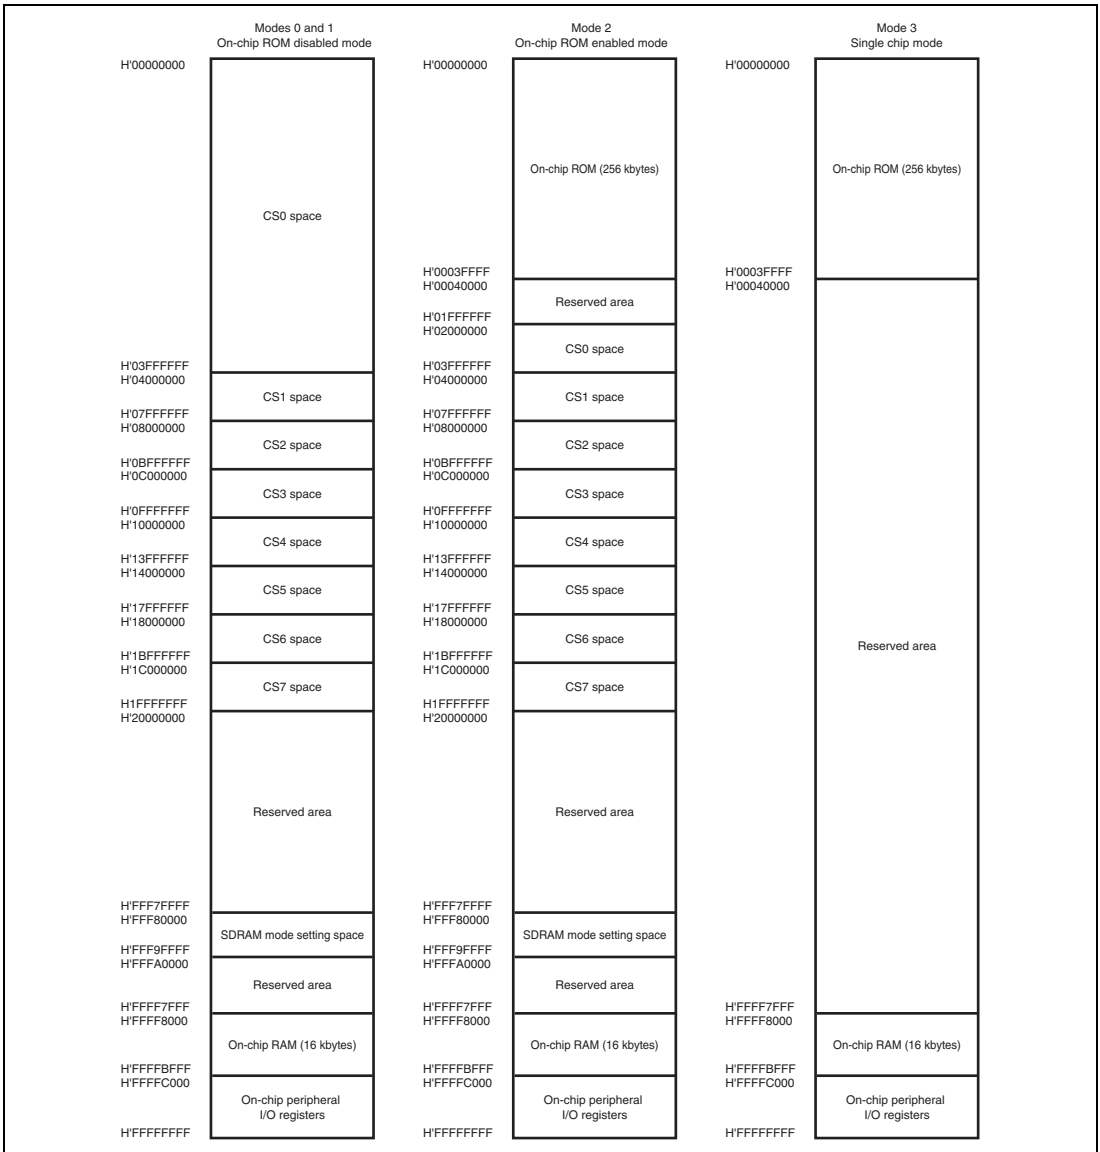 Modes 0 and 1
On-chip ROM disabled mode
H'00000000
CS0 space
H'03FFFFFF
H'04000000
CS1 space
H'07FFFFFF
H'08000000
CS2 space
H'0BFFFFFF
H'0C000000
CS3 space
H'0FFFFFFF
H'10000000
CS4 space
H'13FFFFFF
H'14000000
CS5 space
H'17FFFFFF
H'18000000
CS6 space
H'1BFFFFFF
H'1C000000
CS7 space
H1FFFFFFF
H'20000000
Reserved area
H'FFF7FFFF
H'FFF80000
SDRAM mode setting space
H'FFF9FFFF
H'FFFA0000
Reserved area
H'FFFF7FFF
H'FFFF8000
On-chip RAM (16 kbytes)
H'FFFFBFFF
H'FFFFC000
On-chip peripheral
I/O registers
H'FFFFFFFF
Mode 2
On-chip ROM enabled mode
H'00000000
On-chip ROM (256 kbytes)
H'0003FFFF
H'00040000
Reserved area
H'01FFFFFF
H'02000000
CS0 space
H'03FFFFFF
H'04000000
CS1 space
H'07FFFFFF
H'08000000
CS2 space
H'0BFFFFFF
H'0C000000
CS3 space
H'0FFFFFFF
H'10000000
CS4 space
H'13FFFFFF
H'14000000
CS5 space
H'17FFFFFF
H'18000000
CS6 space
H'1BFFFFFF
H'1C000000
CS7 space
H1FFFFFFF
H'20000000
Reserved area
H'FFF7FFFF
H'FFF80000
SDRAM mode setting space
H'FFF9FFFF
H'FFFA0000
Reserved area
H'FFFF7FFF
H'FFFF8000
On-chip RAM (16 kbytes)
H'FFFFBFFF
H'FFFFC000
On-chip peripheral
I/O registers
H'FFFFFFFF
Mode 3
Single chip mode
H'00000000
On-chip ROM (256 kbytes)
H'0003FFFF
H'00040000
Reserved area
H'FFFF7FFF
H'FFFF8000
On-chip RAM (16 kbytes)
H'FFFFBFFF
H'FFFFC000
On-chip peripheral
I/O registers
H'FFFFFFFF